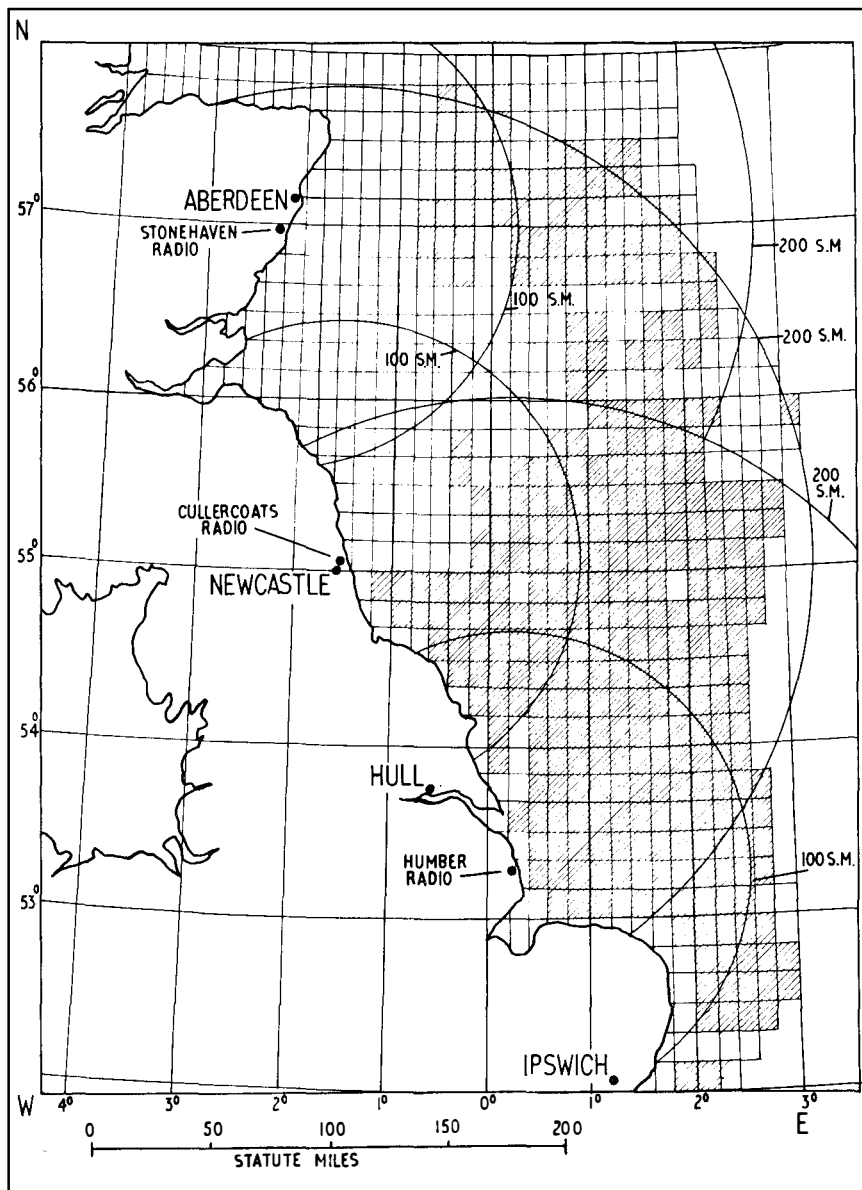 N
ABERDEEN
57°
STONEHAVEN
RADIO
200 S.M
100 S.M.
200 S.M.
100 S.M.
56°
200
S.M.
CULLERCOATS
RADIO
55°
NEWCASTLE
54°
HULL
HUMBER
RADIO
100 S.M.
53°
IPSWICH
W 4° 3° 2° 1° 0° 1° 2° 3°
E
0 50 100 150 200
STATUTE MILES